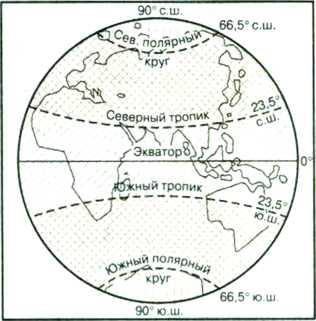 90° с.ш.
66,5° с.ш.
Сев. полярный
круг
Северный тропик
23,5°
с.ш.
Экватор
0°
Южный тропик
23,5°
ю.ш.
Южный полярный
круг
66,5° ю.ш.
90° ю.ш.